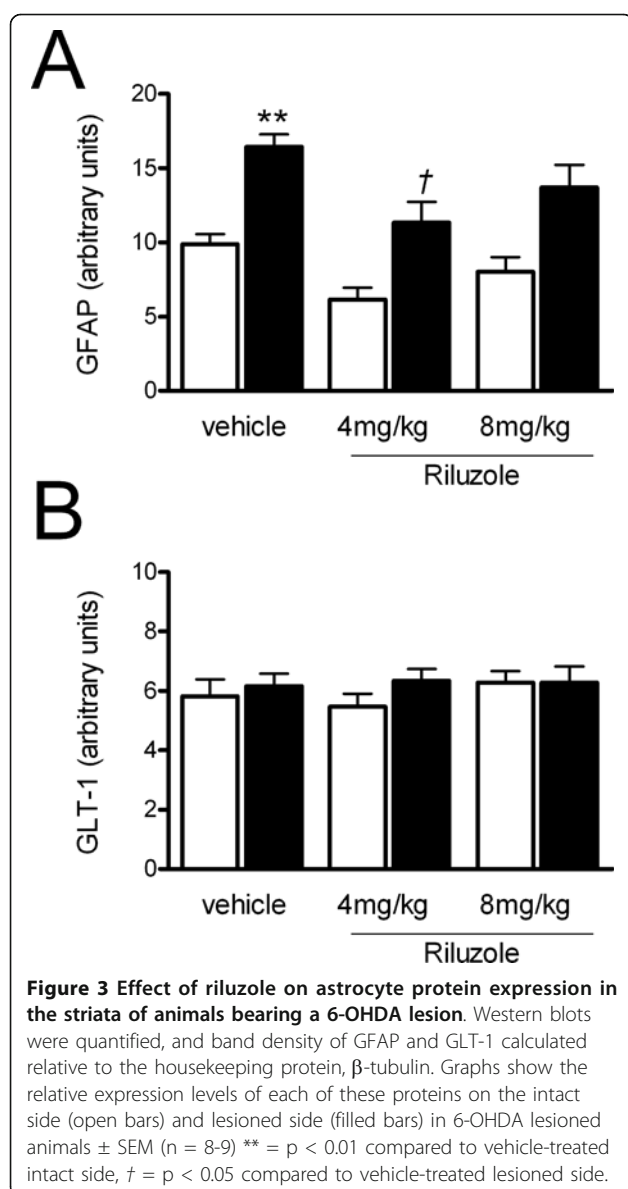 A
GFAP (arbitrary units)
20
15
10
5
0
**
†
vehicle 4mg/kg 8mg/kg
Riluzole
B
GLT-1 (arbitrary units)
10
8
6
4
2
0
vehicle 4mg/kg 8mg/kg
Riluzole
Figure 3 Effect of riluzole on astrocyte protein expression in
the striata of animals bearing a 6-OHDA lesion. Western blots
were quantified, and band density of GFAP and GLT-1 calculated
relative to the housekeeping protein, β-tubulin. Graphs show the
relative expression levels of each of these proteins on the intact
side (open bars) and lesioned side (filled bars) in 6-OHDA lesioned
animals ± SEM (n = 8-9) ** = p < 0.01 compared to vehicle-treated
intact side, † = p < 0.05 compared to vehicle-treated lesioned side.